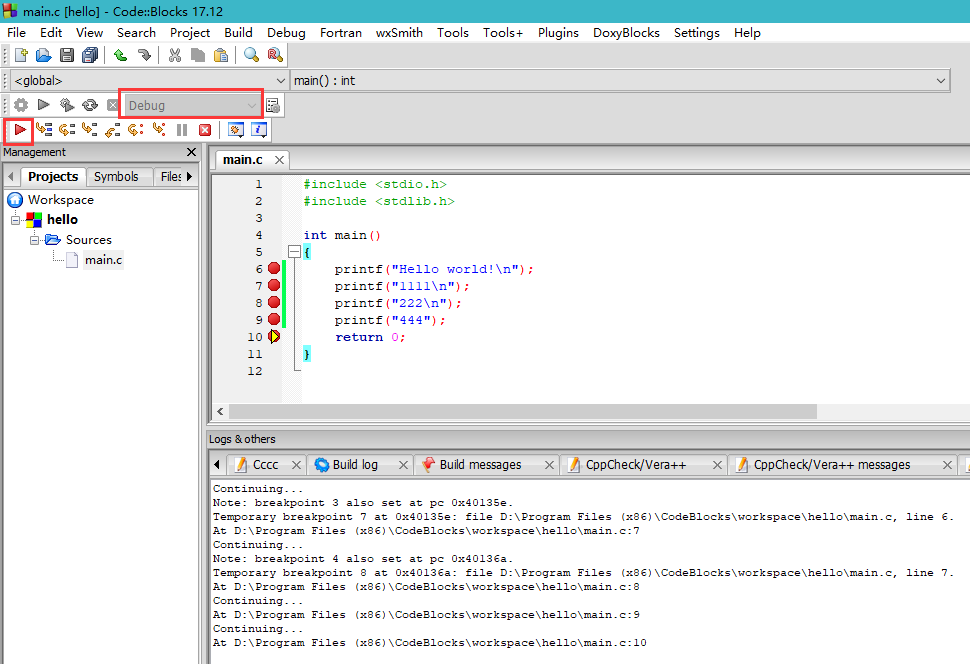 main.c [hello] - Code::Blocks 17.12
File Edit View Search Project Build Debug Fortran wxSmith Tools Tools+ Plugins DoxyBlocks Settings Help
<global> main() : int
Debug
Management
Projects Symbols Files
Workspace
hello
Sources
main.c
main.c
1 #include <stdio.h>
2 #include <stdlib.h>
3
4 int main()
5 {
6 printf("Hello world!\n");
7 printf("1111\n");
8 printf("222\n");
9 printf("444");
10 return 0;
11 }
12
Logs & others
Cccc Build log Build messages CppCheck/Vera++ CppCheck/Vera++ messages
Continuing...
Note: breakpoint 3 also set at pc 0x40135e.
Temporary breakpoint 7 at 0x40135e: file D:\Program Files (x86)\CodeBlocks\workspace\hello\main.c, line 6.
At D:\Program Files (x86)\CodeBlocks\workspace\hello\main.c:7
Continuing...
Note: breakpoint 4 also set at pc 0x40136a.
Temporary breakpoint 8 at 0x40136a: file D:\Program Files (x86)\CodeBlocks\workspace\hello\main.c, line 7.
At D:\Program Files (x86)\CodeBlocks\workspace\hello\main.c:8
Continuing...
At D:\Program Files (x86)\CodeBlocks\workspace\hello\main.c:9
Continuing...
At D:\Program Files (x86)\CodeBlocks\workspace\hello\main.c:10